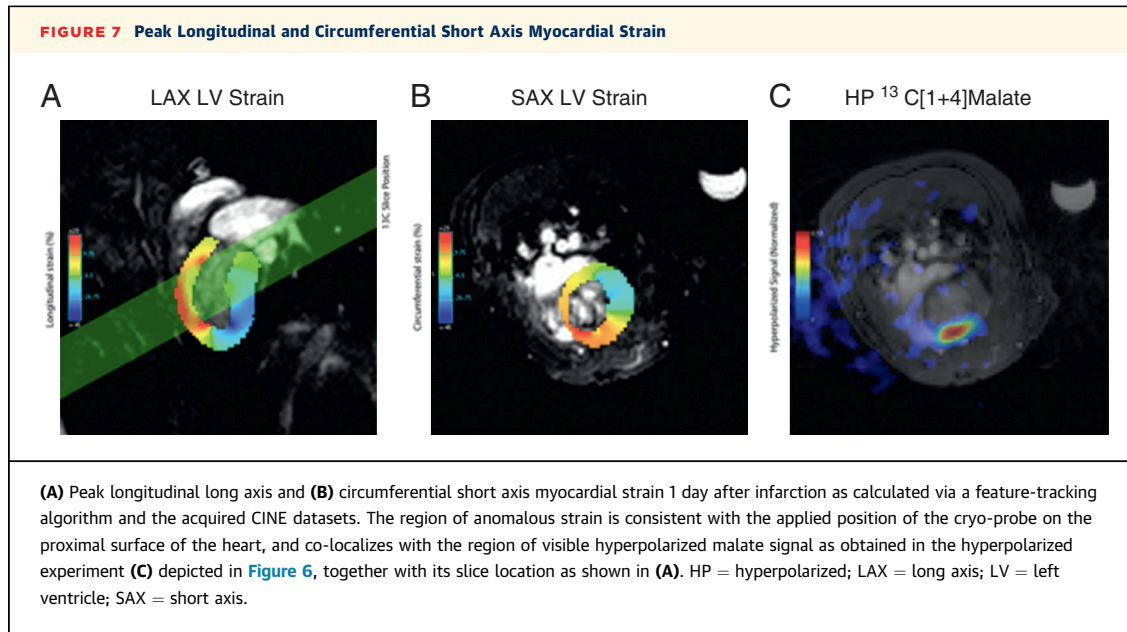 FIGURE 7 Peak Longitudinal and Circumferential Short Axis Myocardial Strain
A
LAX LV Strain
B
SAX LV Strain
C
HP ¹³ C[1+4]Malate
Longitudinal strain (%)
13C Slice Position
Circumferential strain (%)
Hyperpolarized Signal (Normalized)
(A) Peak longitudinal long axis and (B) circumferential short axis myocardial strain 1 day after infarction as calculated via a feature-tracking
algorithm and the acquired CINE datasets. The region of anomalous strain is consistent with the applied position of the cryo-probe on the
proximal surface of the heart, and co-localizes with the region of visible hyperpolarized malate signal as obtained in the hyperpolarized
experiment (C) depicted in Figure 6, together with its slice location as shown in (A). HP = hyperpolarized; LAX = long axis; LV = left
ventricle; SAX = short axis.